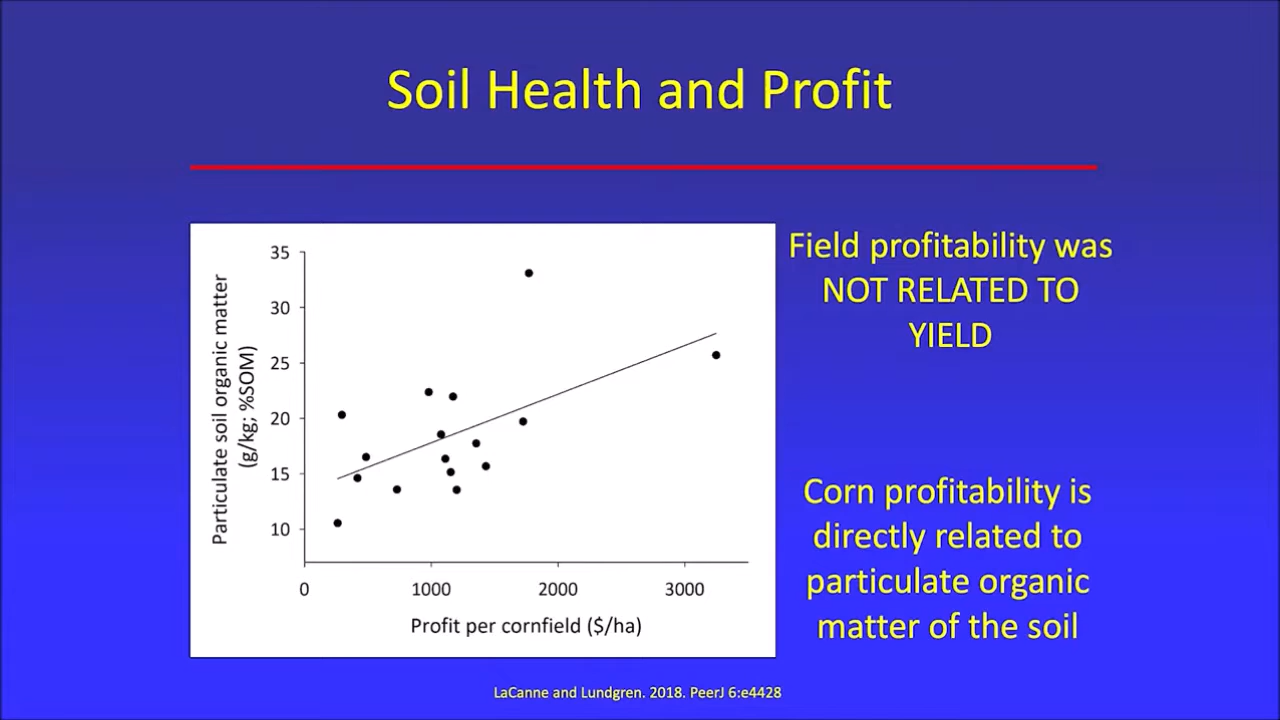 Soil Health and Profit
Field profitability was
NOT RELATED TO
YIELD
Corn profitability is
directly related to
particulate organic
matter of the soil
Particulate soil organic matter
(g/kg; %SOM)
35
30
25
20
15
10
0 1000 2000 3000
Profit per cornfield ($/ha)
LaCanne and Lundgren. 2018. PeerJ 6:e4428